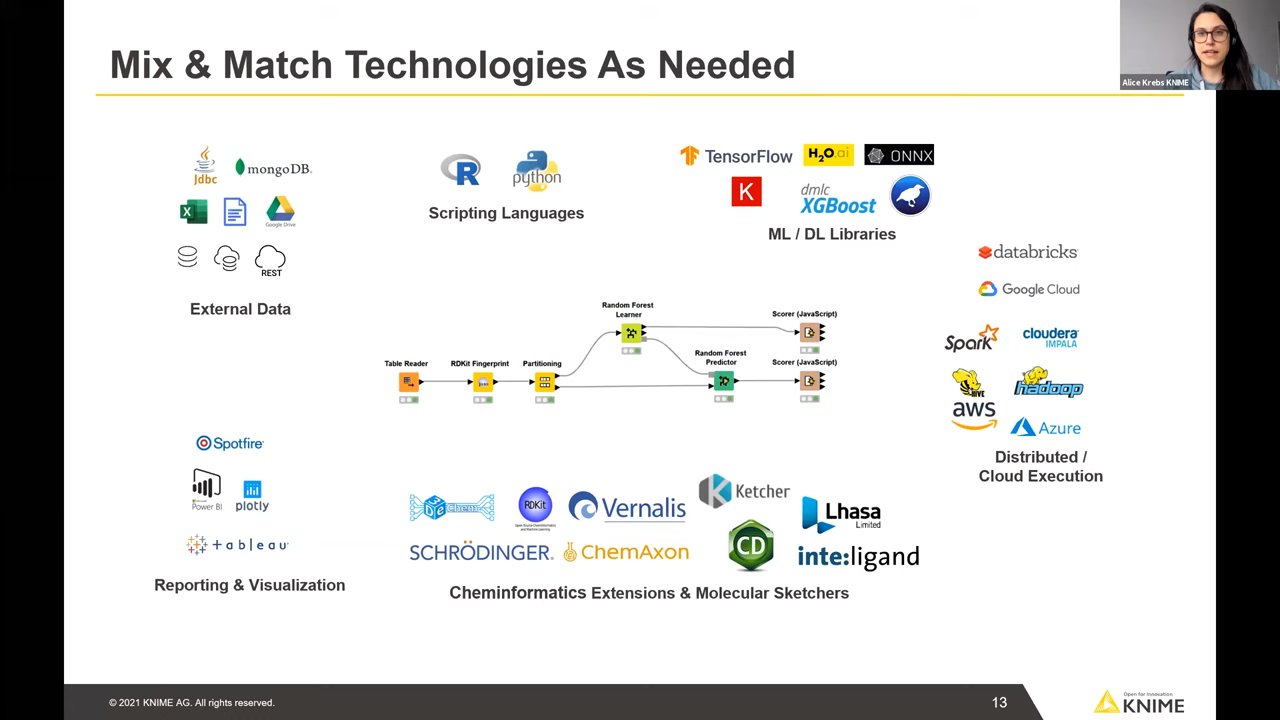 Mix & Match Technologies As Needed
Alice Krebs KNIME
Jdbc
mongoDB
Google Drive
REST
External Data
R
python
Scripting Languages
TensorFlow
H2O.ai
ONNX
K
dmlc
XGBoost
ML / DL Libraries
databricks
Google Cloud
Spark
cloudera
IMPALA
HIVE
hadoop
aws
Azure
Distributed /
Cloud Execution
Random Forest
Learner
Scorer (JavaScript)
Table Reader
RDKit Fingerprint
Partitioning
Random Forest
Predictor
Scorer (JavaScript)
Spotfire
Power BI
plotly
+ a b l e a u
Reporting & Visualization
RDKit
Vernalis
Ketcher
Lhasa
Limited
SCHRÖDINGER
ChemAxon
CD
inte:ligand
Cheminformatics Extensions & Molecular Sketchers
© 2021 KNIME AG. All rights reserved.
13
Open for Innovation
KNIME